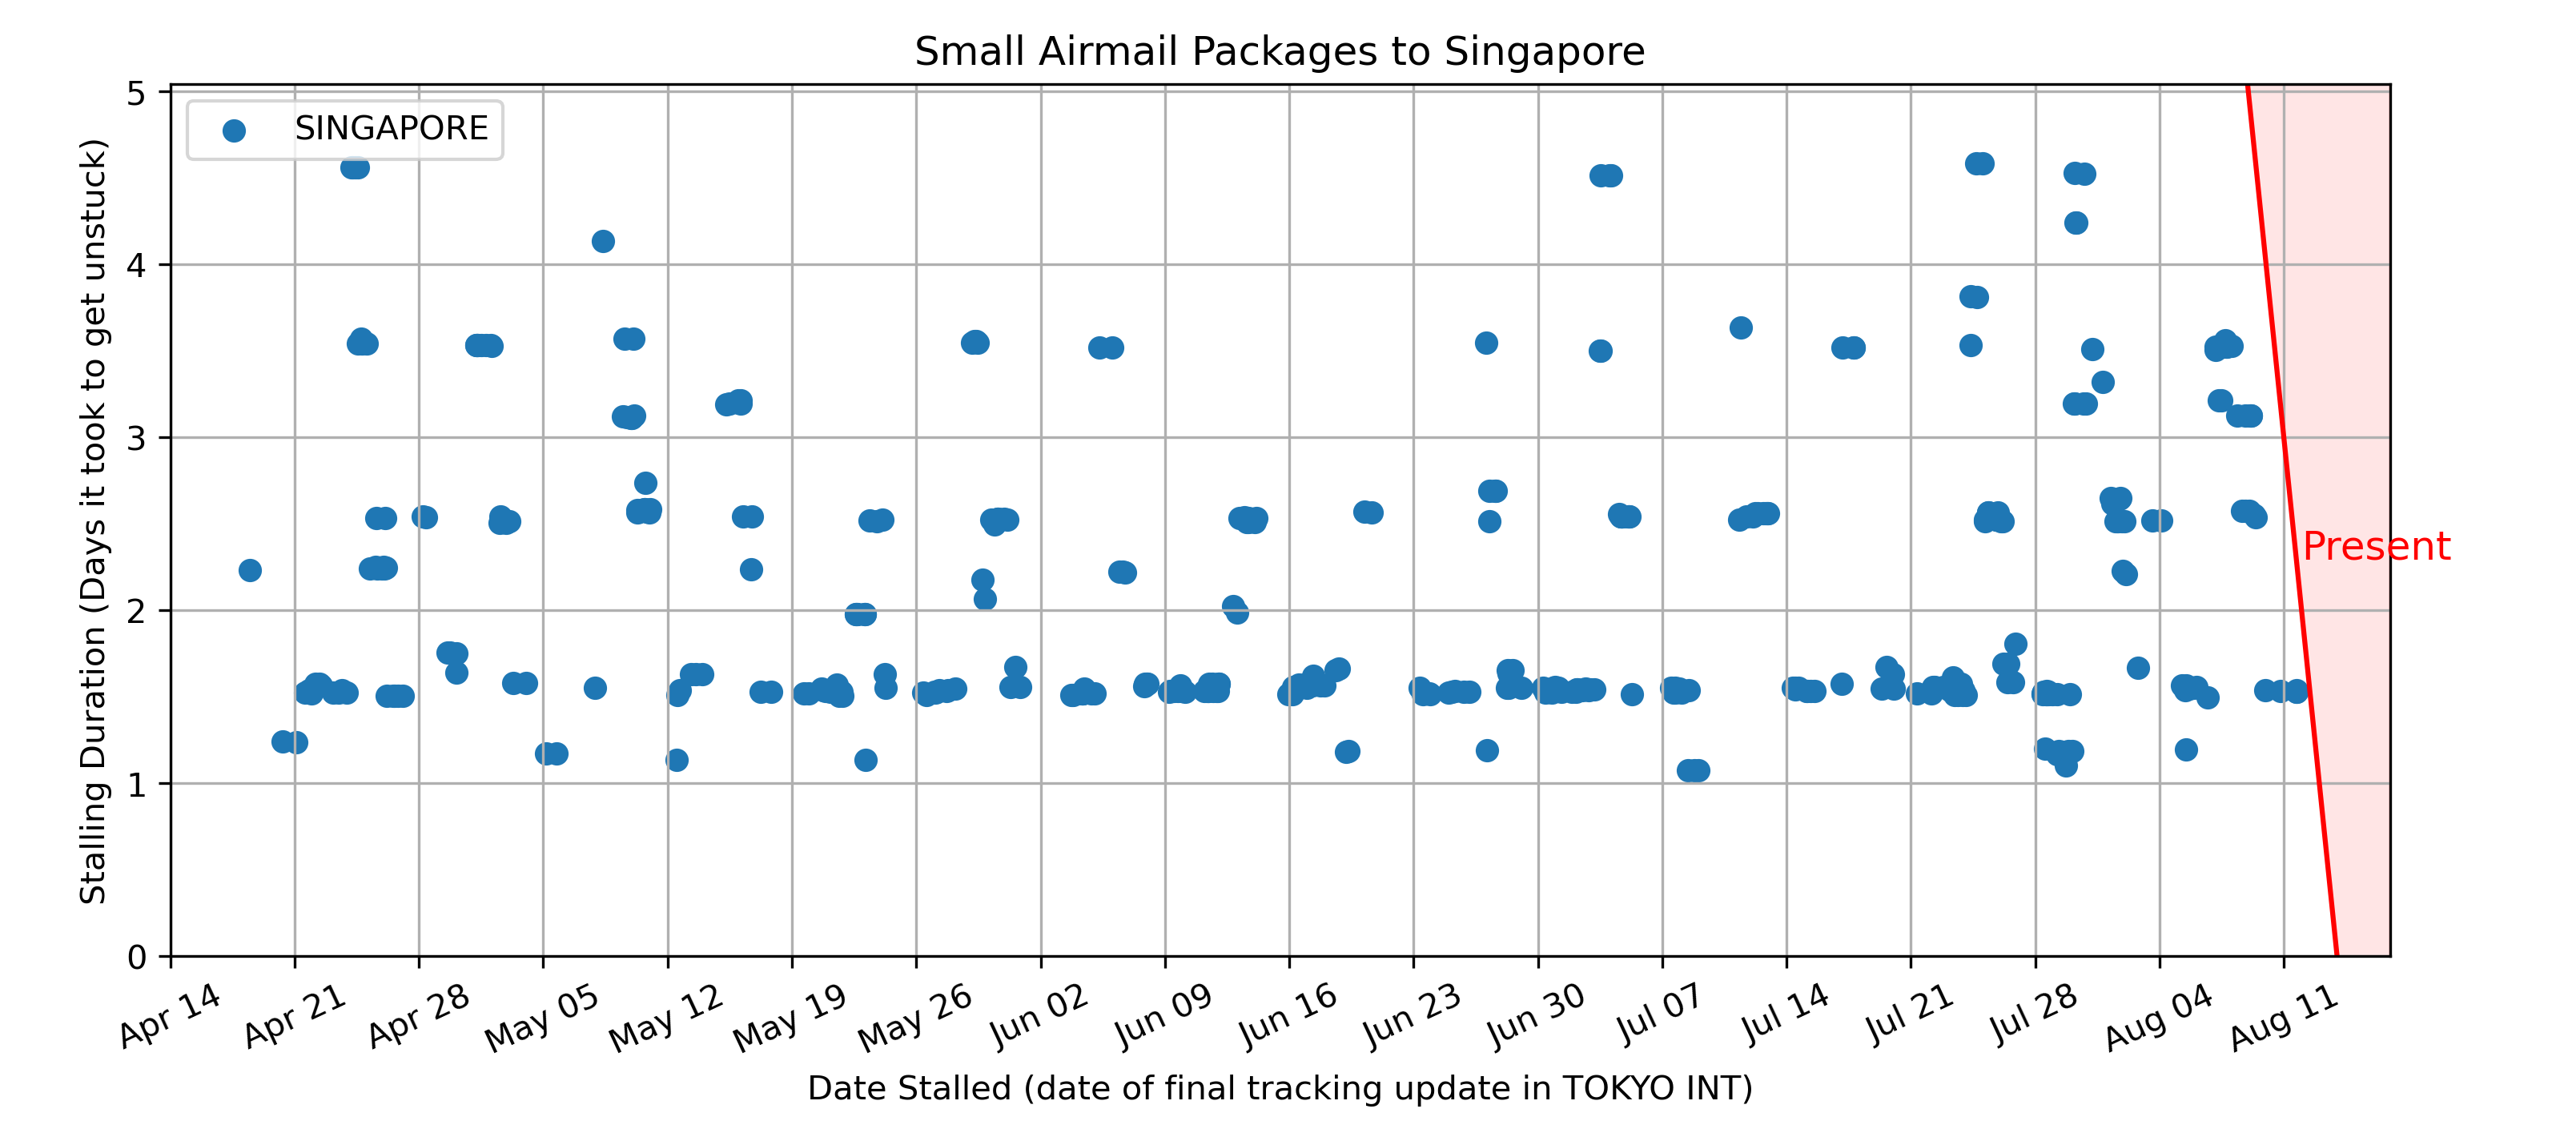 Small Airmail Packages to Singapore
SINGAPORE
Stalling Duration (Days it took to get unstuck)
5
4
3
2
1
0
Present
Apr 14
Apr 21
Apr 28
May 05
May 12
May 19
May 26
Jun 02
Jun 09
Jun 16
Jun 23
Jun 30
Jul 07
Jul 14
Jul 21
Jul 28
Aug 04
Aug 11
Date Stalled (date of final tracking update in TOKYO INT)